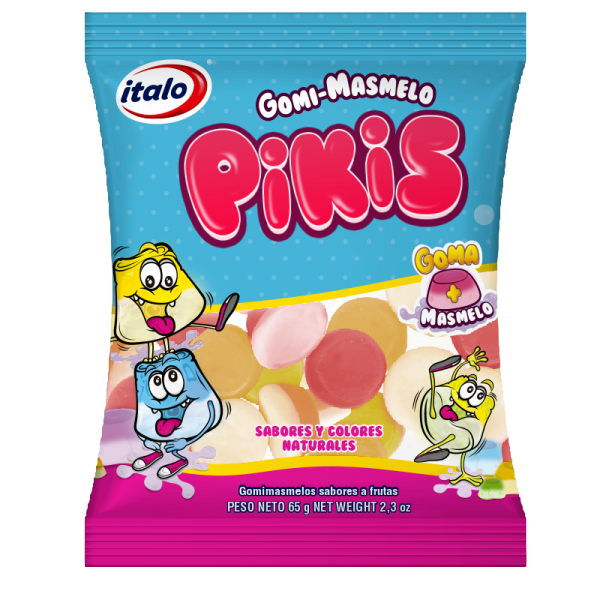 italo
GOMI-MASMELO
PiKiS
GOMA
+
MASMELO
SABORES Y COLORES
NATURALES
Gomimasmelos sabores a frutas
PESO NETO 65 g NET WEIGHT 2,3 oz